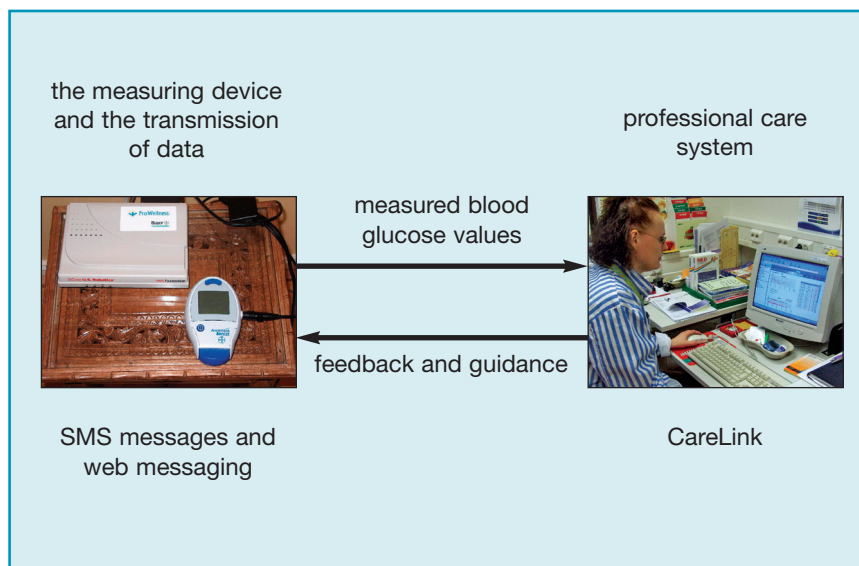 the measuring device
and the transmission
of data
professional care
system
ProWellness
measured blood
glucose values
feedback and guidance
SMS messages and
web messaging
CareLink